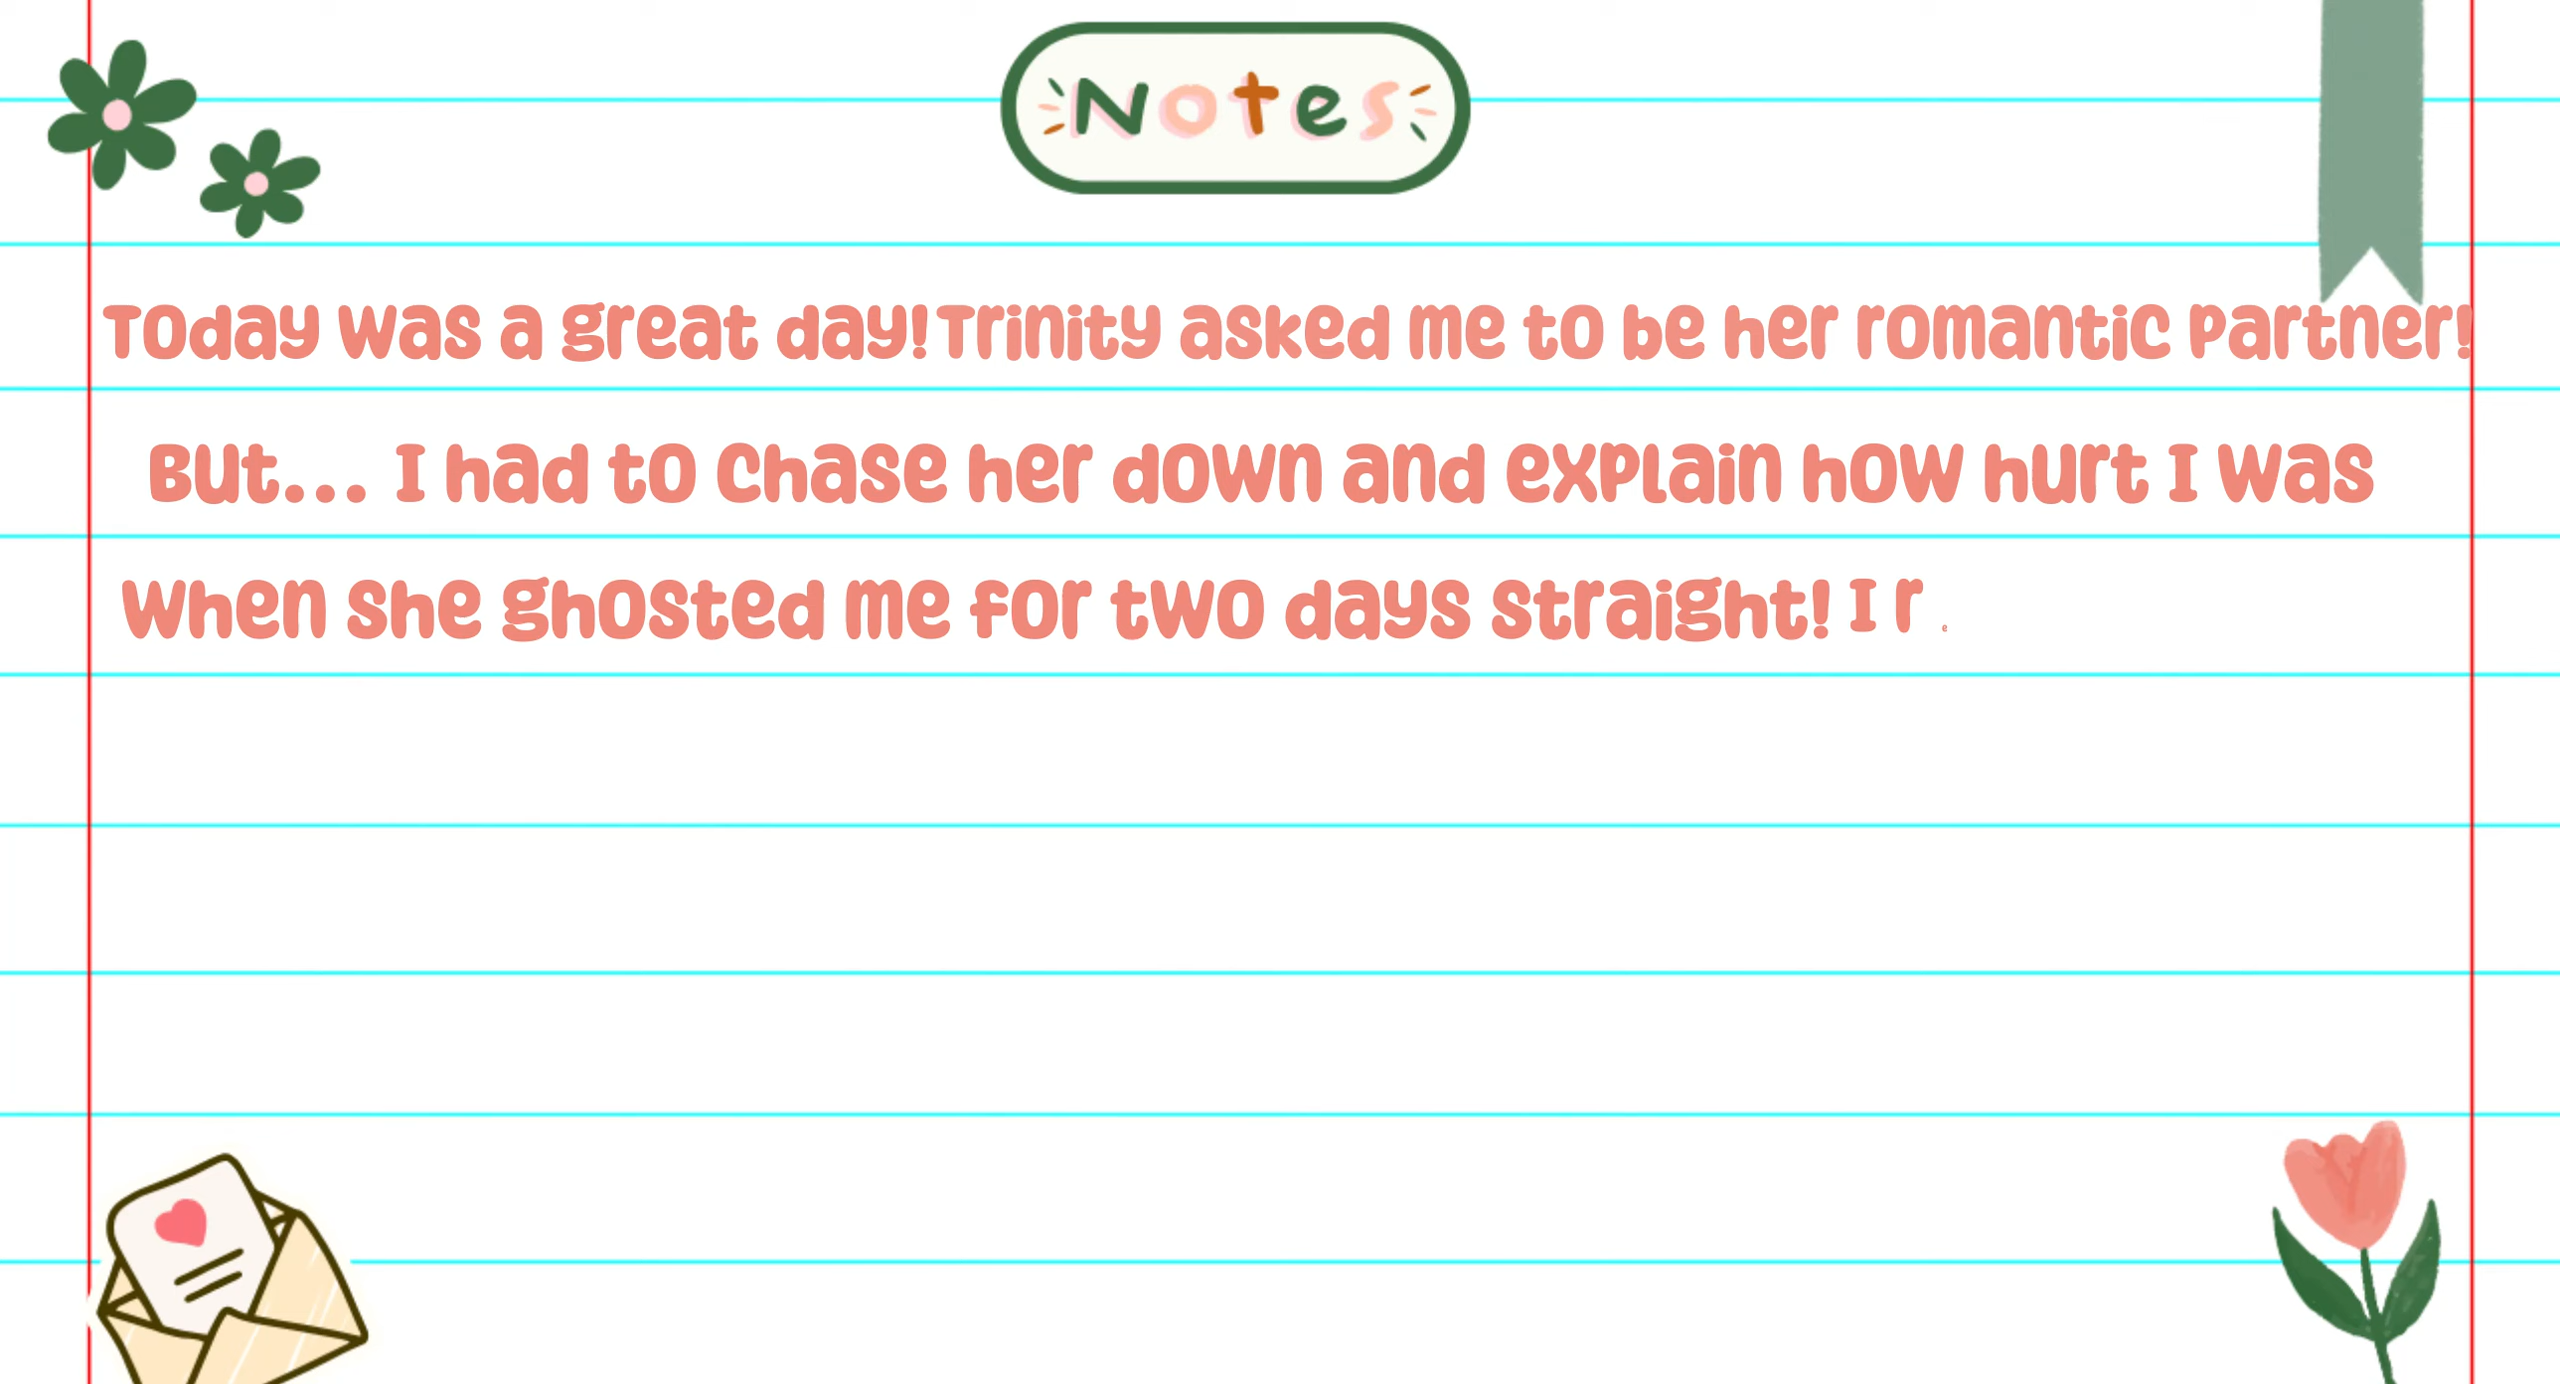 Notes
Today was a great day! Trinity asked me to be her romantic partner!
But... I had to chase her down and explain how hurt I was
when she ghosted me for two days straight! I r e